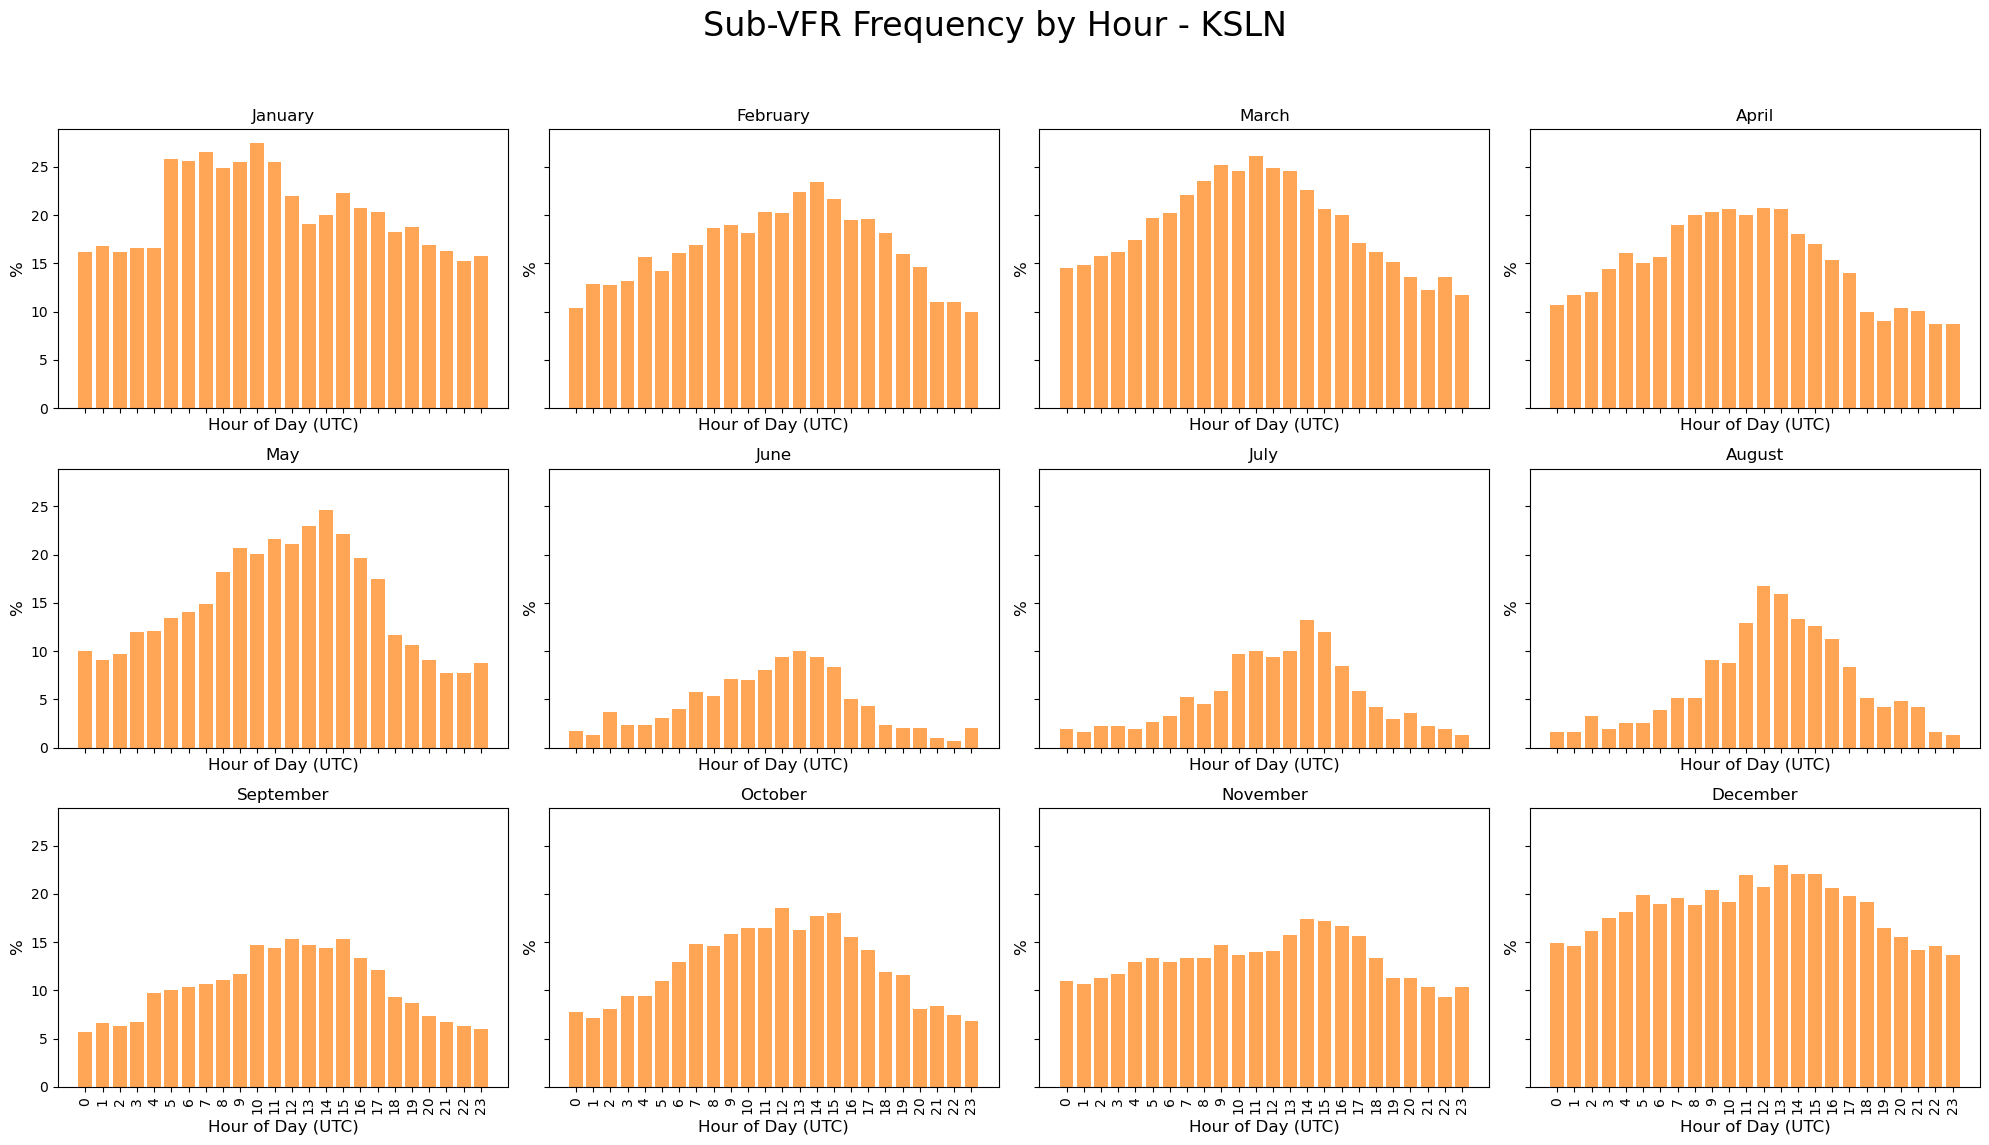 Sub-VFR Frequency by Hour - KSLN
January February March April
%
25
20
15
10
5
0
% % %
Hour of Day (UTC) Hour of Day (UTC) Hour of Day (UTC) Hour of Day (UTC)
May June July August
%
25
20
15
10
5
0
% % %
Hour of Day (UTC) Hour of Day (UTC) Hour of Day (UTC) Hour of Day (UTC)
September October November December
%
25
20
15
10
5
0
% % %
0 1 2 3 4 5 6 7 8 9 10 11 12 13 14 15 16 17 18 19 20 21 22 23
0 1 2 3 4 5 6 7 8 9 10 11 12 13 14 15 16 17 18 19 20 21 22 23
0 1 2 3 4 5 6 7 8 9 10 11 12 13 14 15 16 17 18 19 20 21 22 23
0 1 2 3 4 5 6 7 8 9 10 11 12 13 14 15 16 17 18 19 20 21 22 23
Hour of Day (UTC) Hour of Day (UTC) Hour of Day (UTC) Hour of Day (UTC)